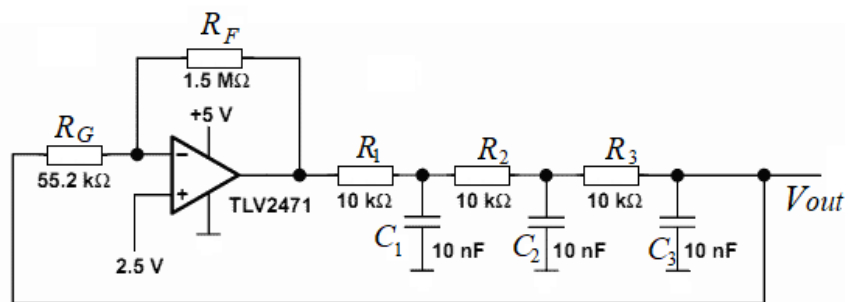 R_F
1.5 MΩ
+5 V
R_G
55.2 kΩ
−
+
TLV2471
2.5 V
R_1 R_2 R_3
10 kΩ 10 kΩ 10 kΩ
Vout
C_1 10 nF C_2 10 nF C_3 10 nF